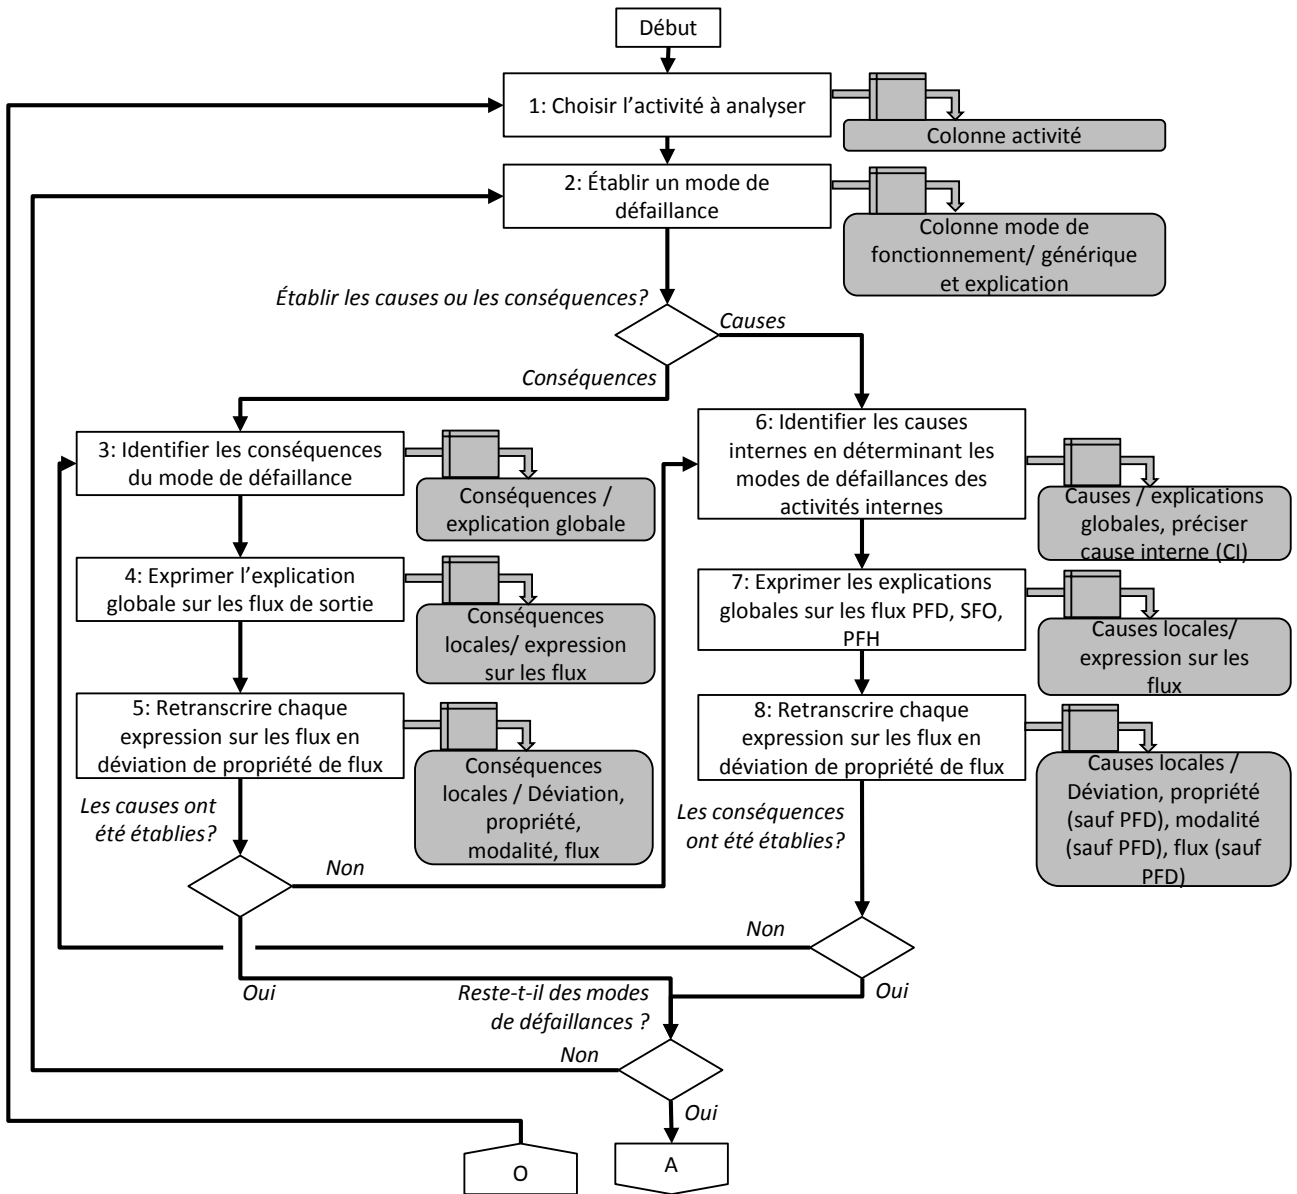 Début
1: Choisir l’activité à analyser
Colonne activité
2: Établir un mode de
défaillance
Colonne mode de
fonctionnement/ générique
et explication
Établir les causes ou les conséquences?
Causes
Conséquences
3: Identifier les conséquences
du mode de défaillance
Conséquences /
explication globale
6: Identifier les causes
internes en déterminant les
modes de défaillances des
activités internes
Causes / explications
globales, préciser
cause interne (CI)
4: Exprimer l’explication
globale sur les flux de sortie
Conséquences
locales/ expression
sur les flux
7: Exprimer les explications
globales sur les flux PFD, SFO,
PFH
Causes locales/
expression sur les
flux
5: Retranscrire chaque
expression sur les flux en
déviation de propriété de flux
Conséquences
locales / Déviation,
propriété,
modalité, flux
8: Retranscrire chaque
expression sur les flux en
déviation de propriété de flux
Causes locales /
Déviation, propriété
(sauf PFD), modalité
(sauf PFD), flux (sauf
PFD)
Les causes ont
été établies?
Les conséquences
ont été établies?
Non
Non
Oui
Oui
Reste-t-il des modes
de défaillances ?
Non
Oui
O
A